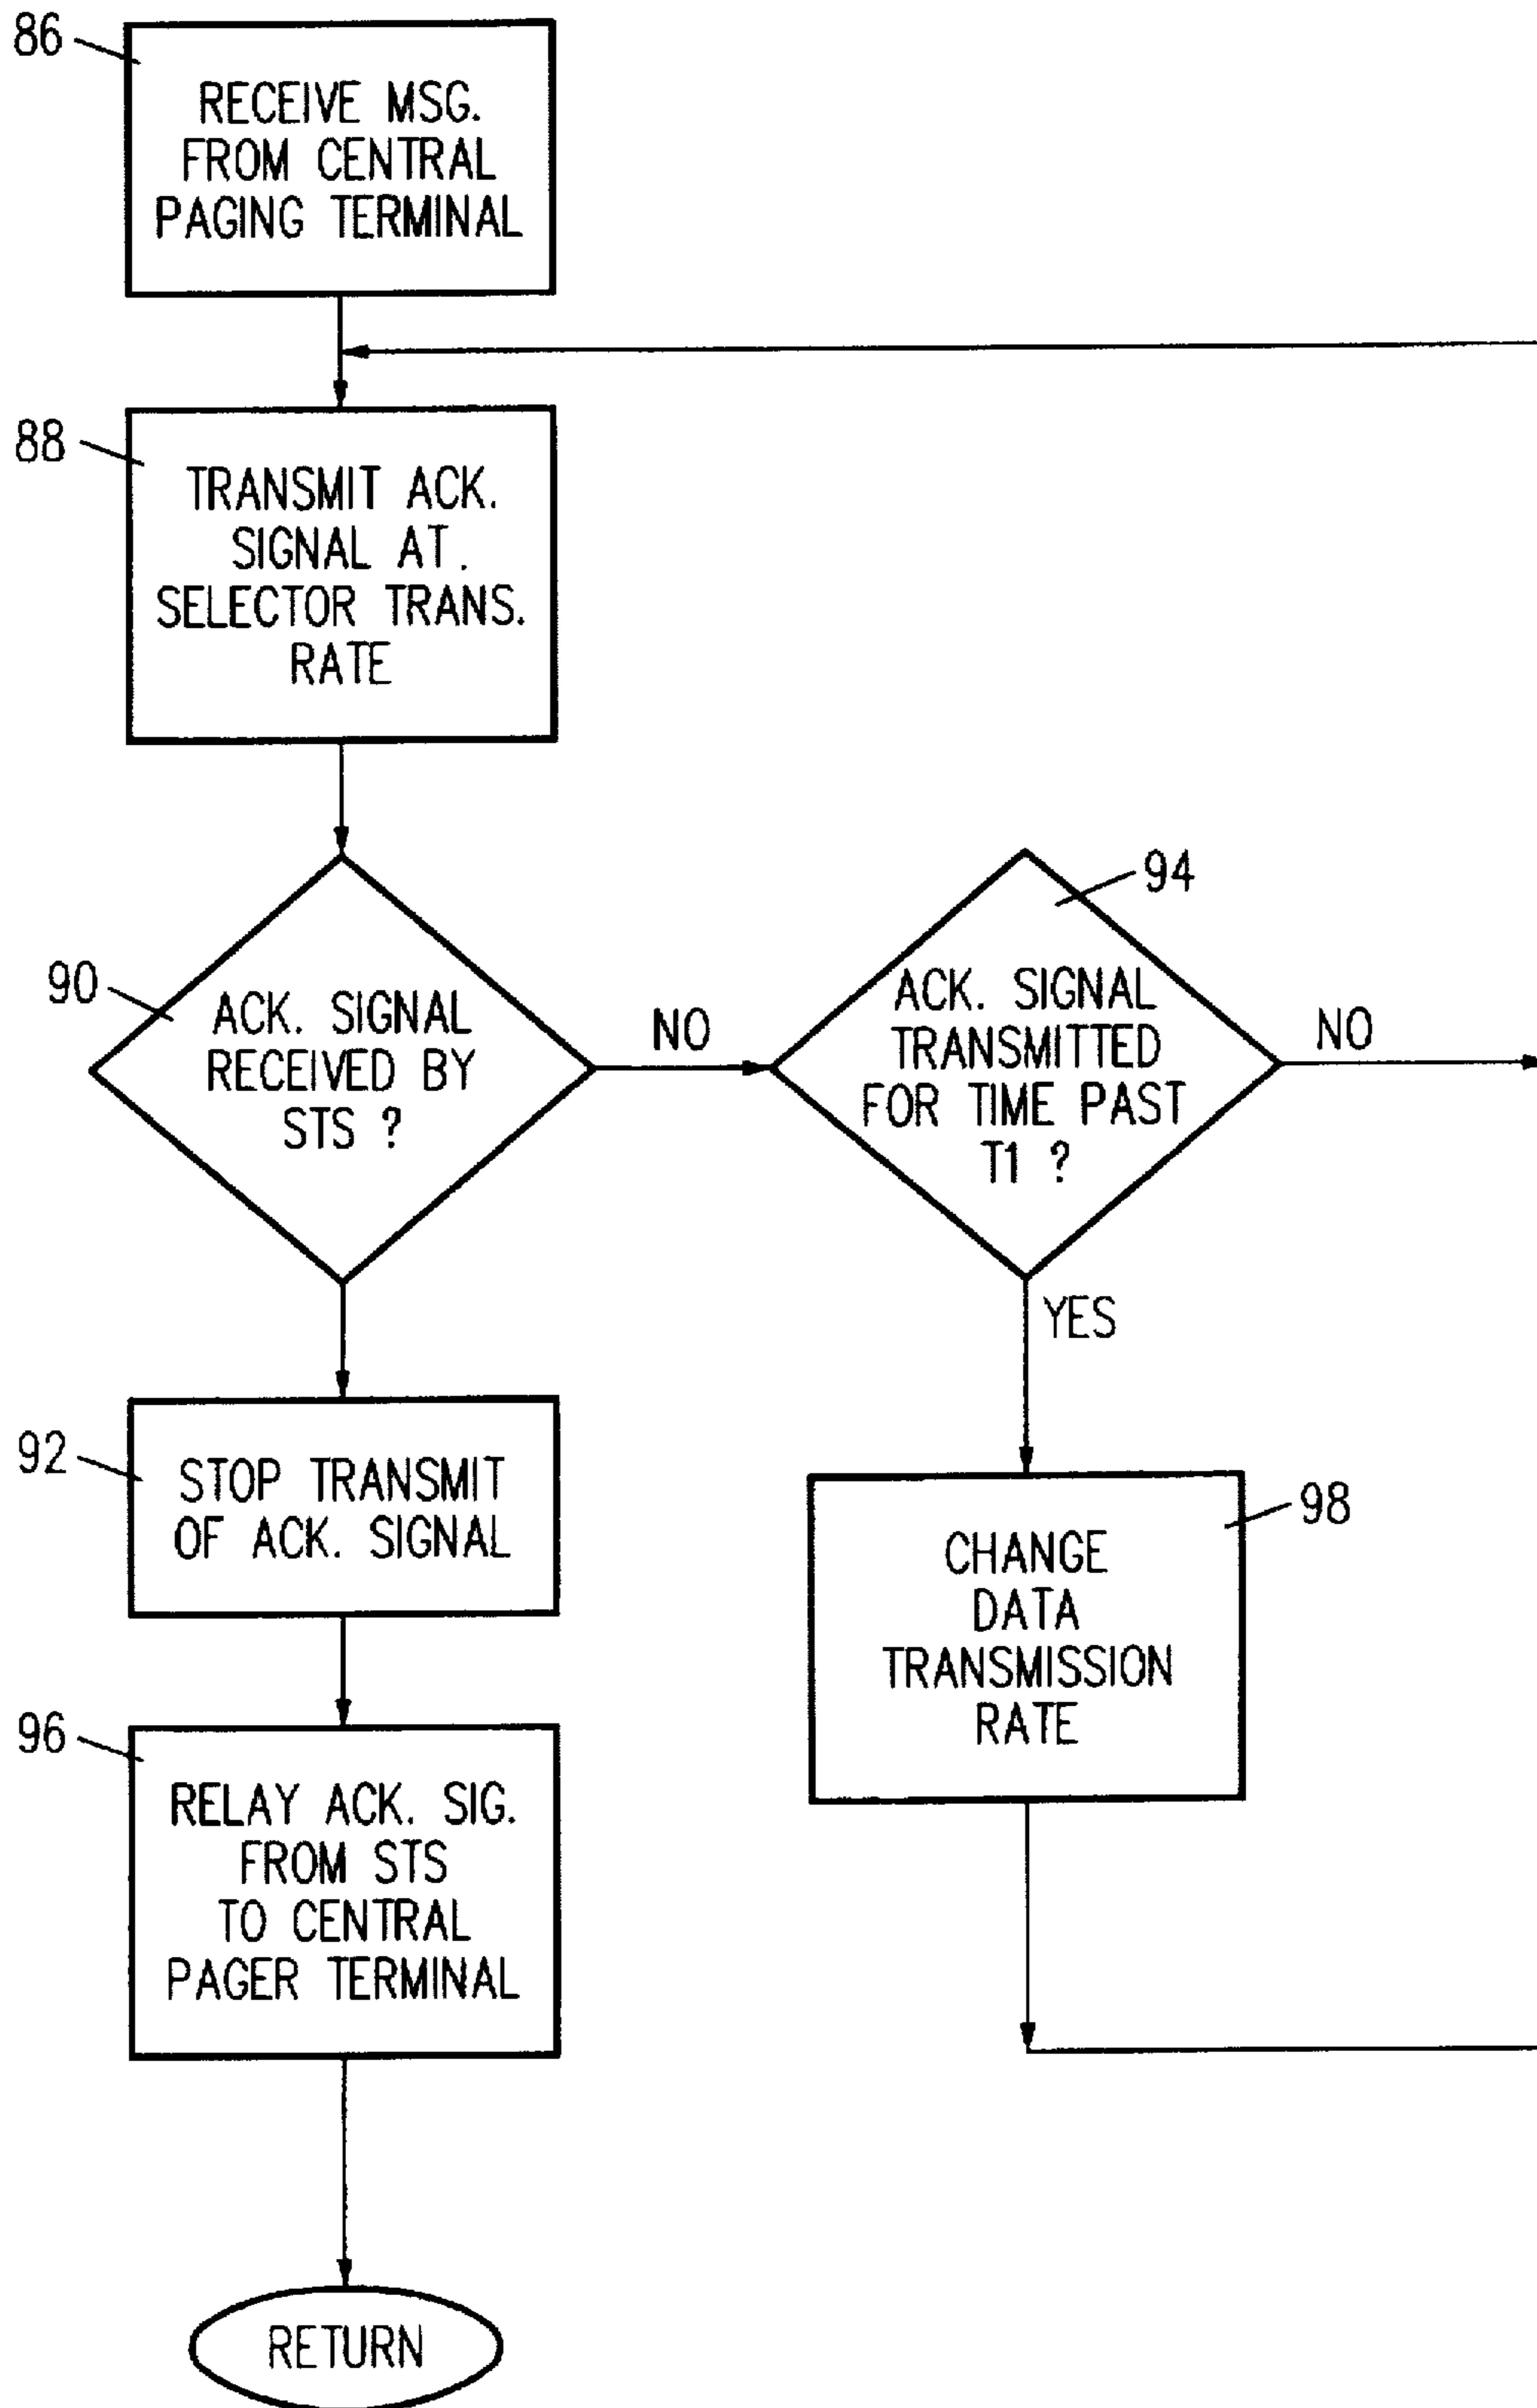 86
RECEIVE MSG.
FROM CENTRAL
PAGING TERMINAL
88
TRANSMIT ACK.
SIGNAL AT.
SELECTOR TRANS.
RATE
90
ACK. SIGNAL
RECEIVED BY
STS ?
NO
94
ACK. SIGNAL
TRANSMITTED
FOR TIME PAST
T1 ?
NO
YES
92
STOP TRANSMIT
OF ACK. SIGNAL
98
CHANGE
DATA
TRANSMISSION
RATE
96
RELAY ACK. SIG.
FROM STS
TO CENTRAL
PAGER TERMINAL
RETURN